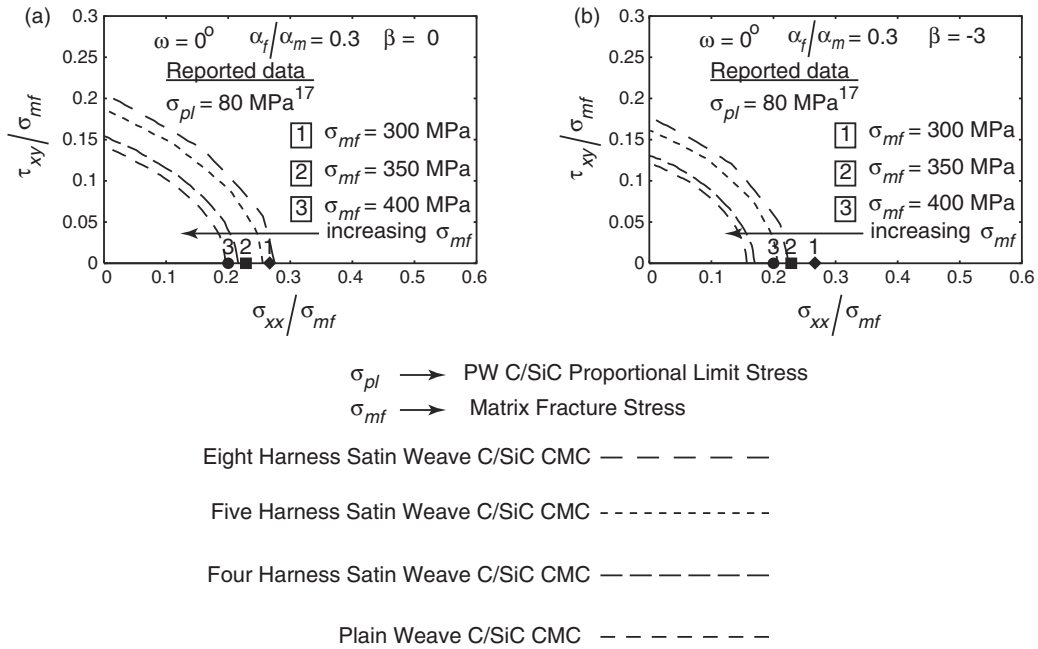 (a)
0.3
0.25
0.2
0.15
0.1
0.05
0
τxy/σmf
ω = 0° αf/αm = 0.3 β = 0
Reported data
σpl = 80 MPa17
1 σmf = 300 MPa
2 σmf = 350 MPa
3 σmf = 400 MPa
increasing σmf
3 2 1
0 0.1 0.2 0.3 0.4 0.5 0.6
σxx/σmf
(b)
0.3
0.25
0.2
0.15
0.1
0.05
0
τxy/σmf
ω = 0° αf/αm = 0.3 β = -3
Reported data
σpl = 80 MPa17
1 σmf = 300 MPa
2 σmf = 350 MPa
3 σmf = 400 MPa
increasing σmf
3 2 1
0 0.1 0.2 0.3 0.4 0.5 0.6
σxx/σmf
σpl → PW C/SiC Proportional Limit Stress
σmf → Matrix Fracture Stress
Eight Harness Satin Weave C/SiC CMC
Five Harness Satin Weave C/SiC CMC
Four Harness Satin Weave C/SiC CMC
Plain Weave C/SiC CMC